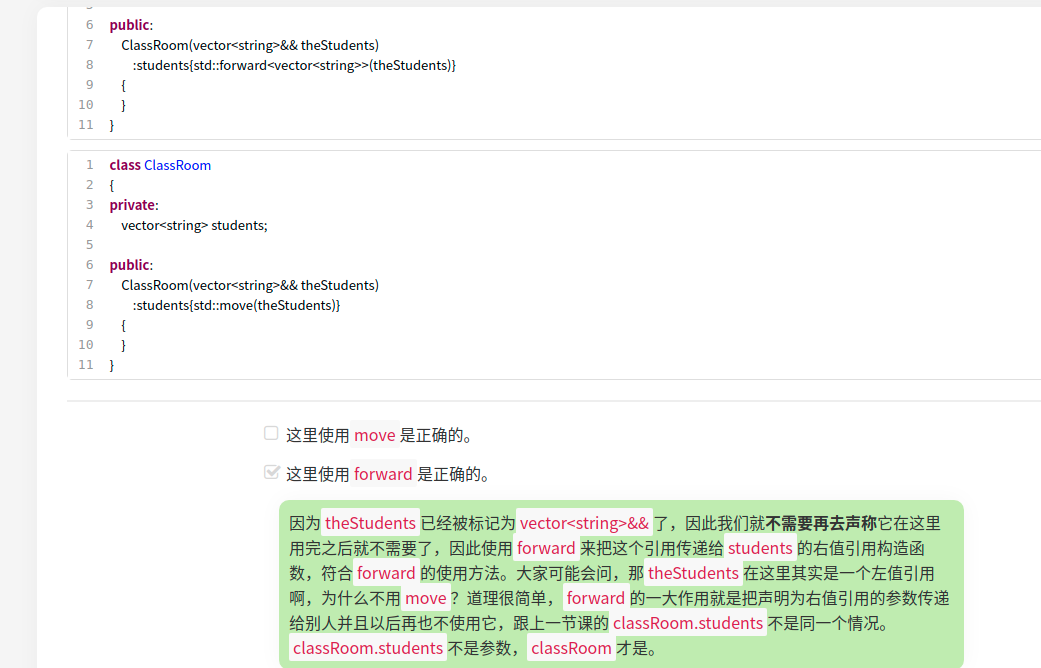 6 public:
7 ClassRoom(vector<string>&& theStudents)
8 :students{std::forward<vector<string>>(theStudents)}
9 {
10 }
11 }
1 class ClassRoom
2 {
3 private:
4 vector<string> students;
5
6 public:
7 ClassRoom(vector<string>&& theStudents)
8 :students{std::move(theStudents)}
9 {
10 }
11 }
这里使用 move 是正确的。
这里使用 forward 是正确的。
因为 theStudents 已经被标记为 vector<string>&& 了，因此我们就不需要再去声称它在这里
用完之后就不需要了，因此使用 forward 来把这个引用传递给 students 的右值引用构造函
数，符合 forward 的使用方法。大家可能会问，那 theStudents 在这里其实是一个左值引用
啊，为什么不用 move ？道理很简单， forward 的一大作用就是把声明为右值引用的参数传递
给别人并且以后再也不使用它，跟上一节课的 classRoom.students 不是同一个情况。
classRoom.students 不是参数， classRoom 才是。